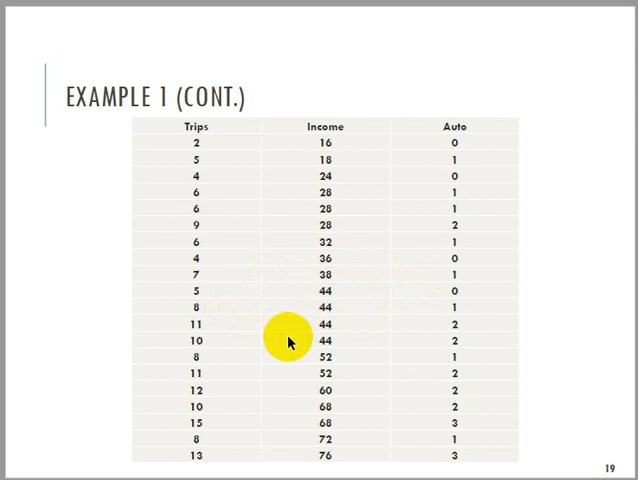 EXAMPLE 1 (CONT.)
Trips Income Auto
2 16 0
5 18 1
4 24 0
6 28 1
6 28 1
9 28 2
6 32 1
4 36 0
7 38 1
5 44 0
8 44 1
11 44 2
10 44 2
8 52 1
11 52 2
12 60 2
10 68 2
15 68 3
8 72 1
13 76 3
19